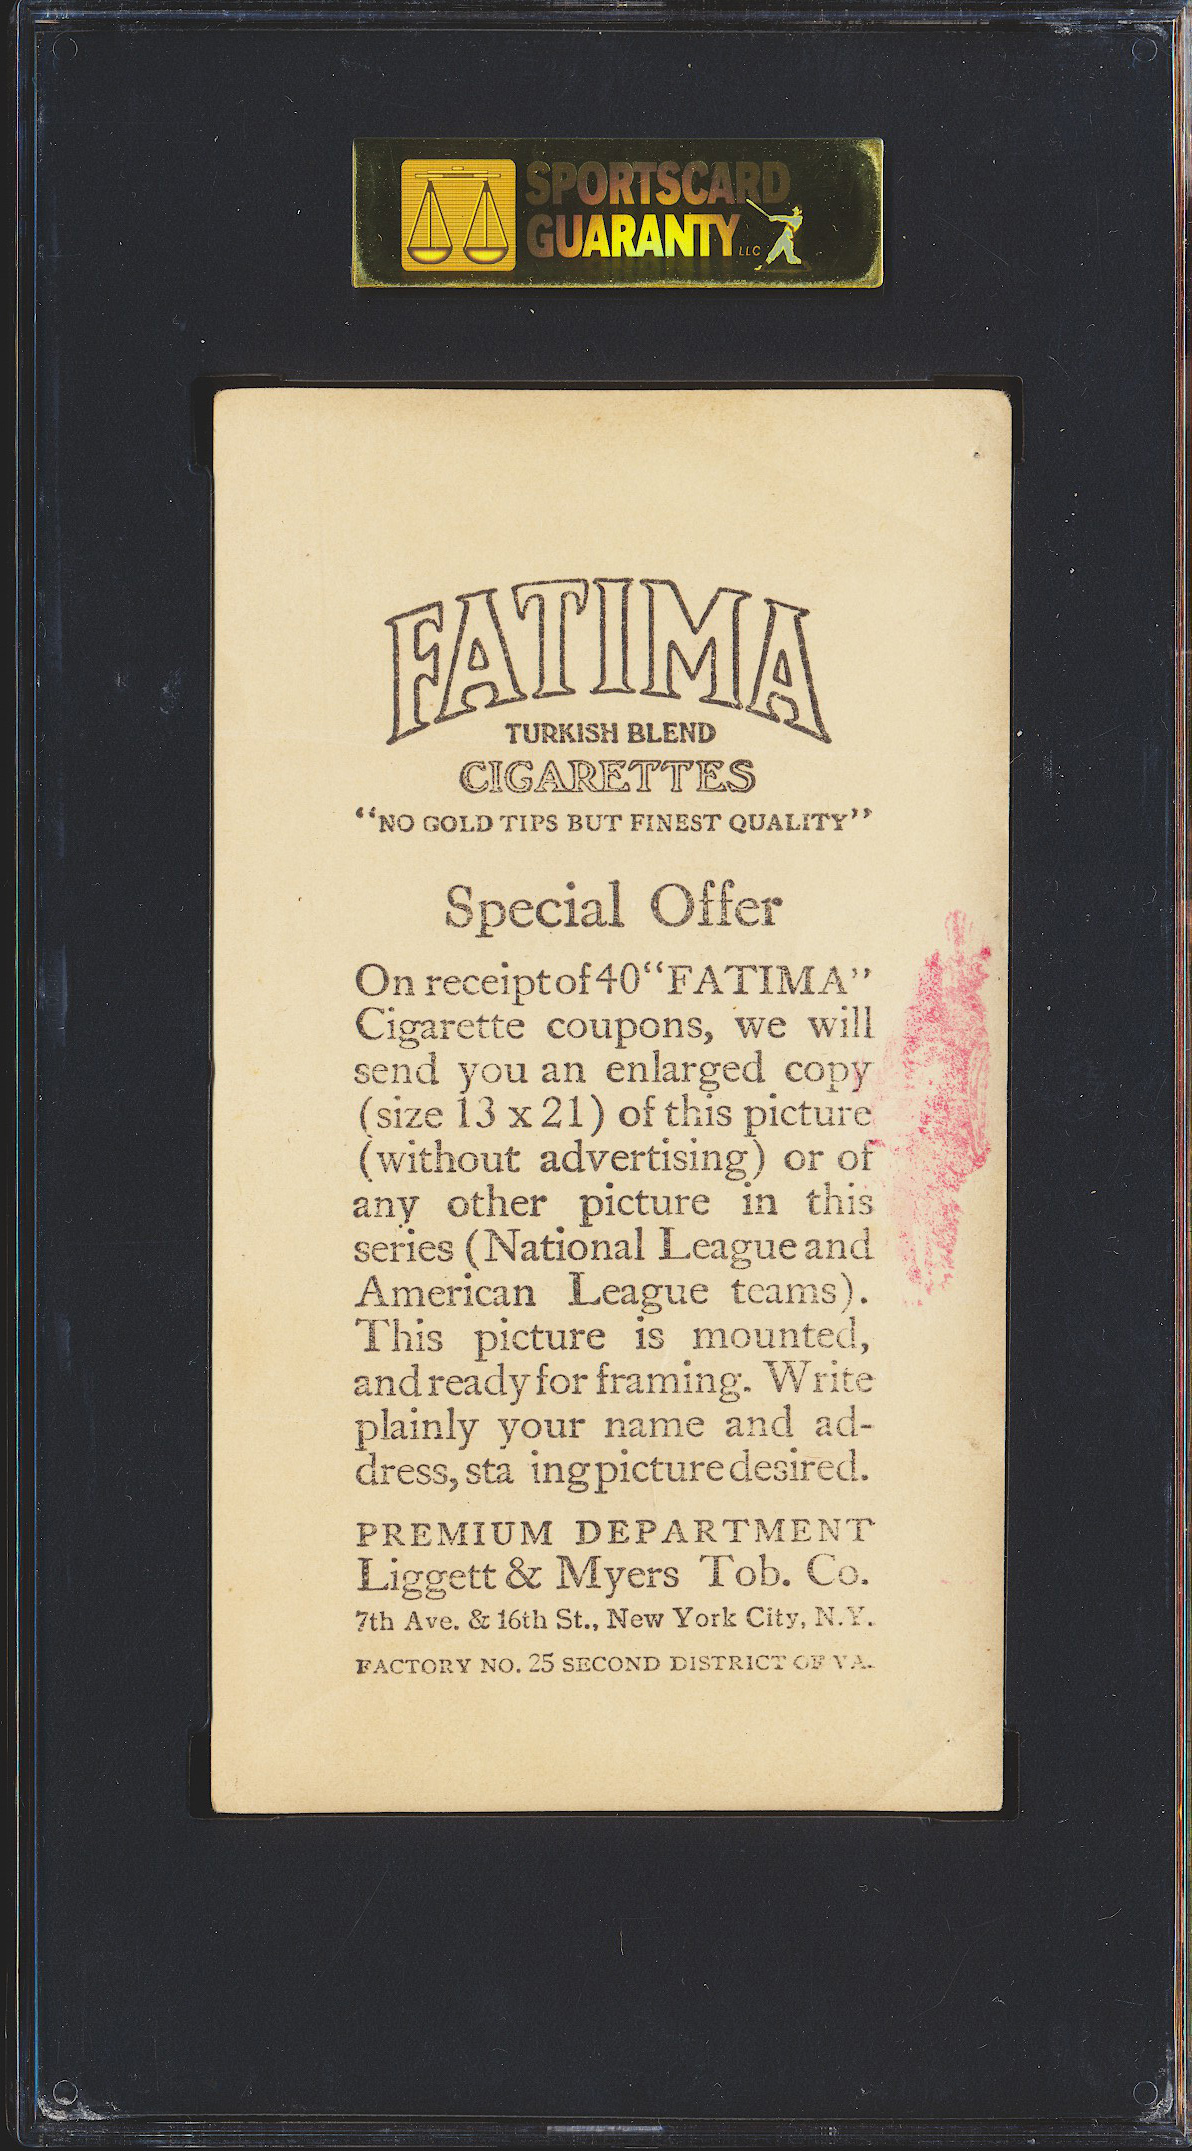 SPORTSCARD
GUARANTY LLC
FATIMA
TURKISH BLEND
CIGARETTES
“NO GOLD TIPS BUT FINEST QUALITY”
Special Offer
On receipt of 40 “FATIMA”
Cigarette coupons, we will
send you an enlarged copy
(size 13 x 21) of this picture
(without advertising) or of
any other picture in this
series (National League and
American League teams).
This picture is mounted,
and ready for framing. Write
plainly your name and ad-
dress, sta ing picture desired.
PREMIUM DEPARTMENT
Liggett & Myers Tob. Co.
7th Ave. & 16th St., New York City, N.Y.
FACTORY NO. 25 SECOND DISTRICT OF VA.